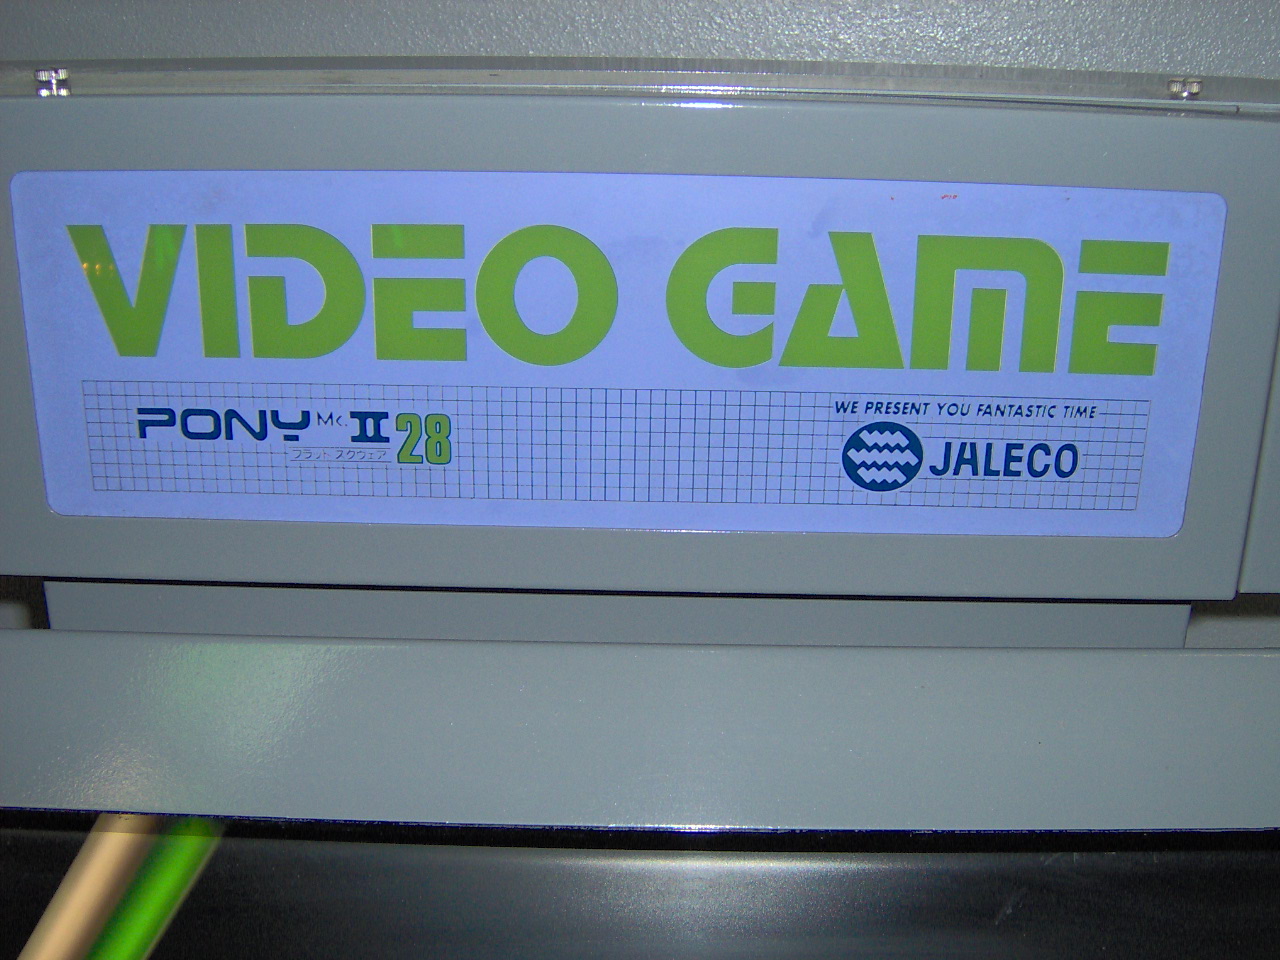 VIDEO GAME
PONY Mk. II 28
フラット スクウェア
WE PRESENT YOU FANTASTIC TIME
JALECO